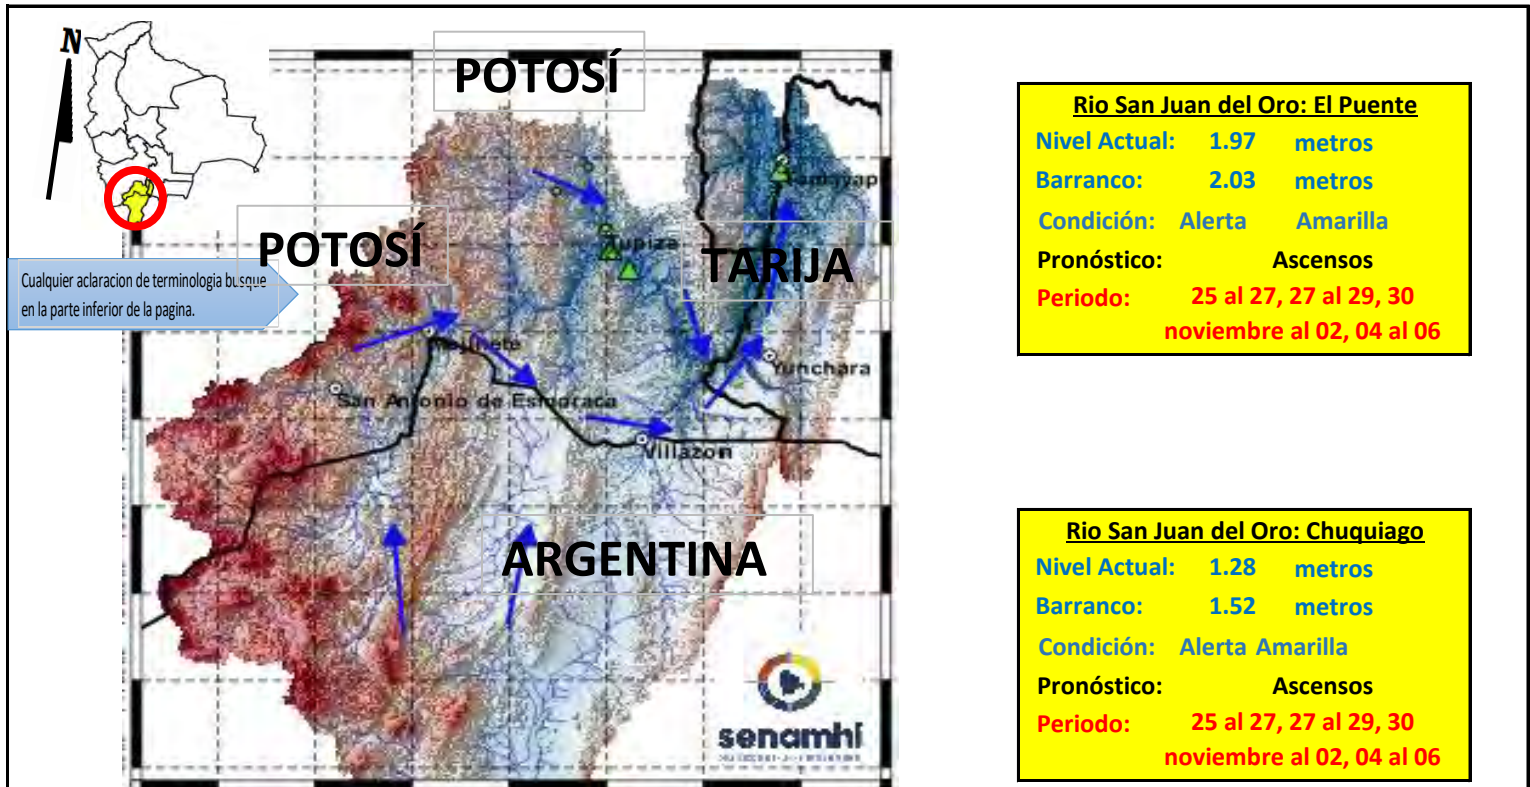 N
POTOSÍ
POTOSÍ
Cualquier aclaracion de terminologia busque
en la parte inferior de la pagina.
Tupiza
TARIJA
Yunchara
San Antonio de Esmoraca
Villazon
ARGENTINA
senamhi
Rio San Juan del Oro: El Puente
Nivel Actual: 1.97 metros
Barranco: 2.03 metros
Condición: Alerta Amarilla
Pronóstico: Ascensos
Periodo: 25 al 27, 27 al 29, 30
noviembre al 02, 04 al 06
Rio San Juan del Oro: Chuquiago
Nivel Actual: 1.28 metros
Barranco: 1.52 metros
Condición: Alerta Amarilla
Pronóstico: Ascensos
Periodo: 25 al 27, 27 al 29, 30
noviembre al 02, 04 al 06